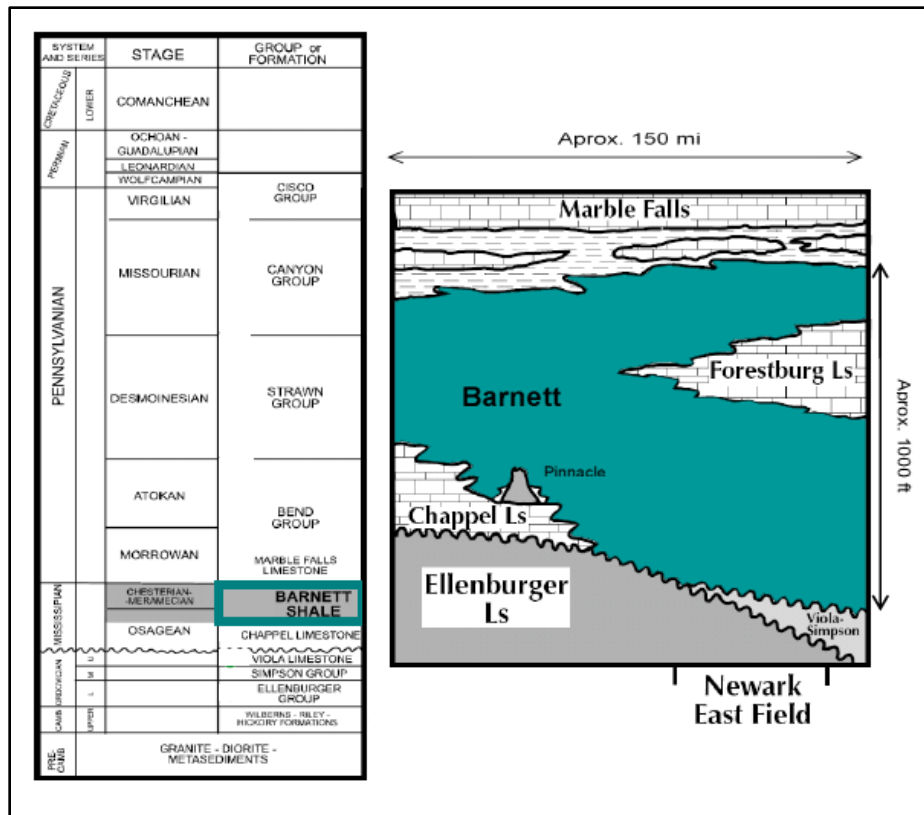 SYSTEM
AND SERIES
STAGE
GROUP or
FORMATION
CRETACEOUS
LOWER
COMANCHEAN
PERMIAN
OCHOAN -
GUADALUPIAN
LEONARDIAN
WOLFCAMPIAN
PENNSYLVANIAN
VIRGILIAN
CISCO
GROUP
MISSOURIAN
CANYON
GROUP
DESMOINESIAN
STRAWN
GROUP
ATOKAN
BEND
GROUP
MORROWAN
MARBLE FALLS
LIMESTONE
MISSISSIPIAN
CHESTERIAN-
-MERAMECIAN
BARNETT
SHALE
OSAGEAN
CHAPPEL LIMESTONE
ORDOVICIAN
U
VIOLA LIMESTONE
M
SIMPSON GROUP
L
ELLENBURGER
GROUP
CAMB
UPPER
WILBERNS - RILEY -
HICKORY FORMATIONS
PRE-
CAMB
GRANITE - DIORITE -
METASEDIMENTS
Aprox. 150 mi
Marble Falls
Forestburg Ls
Barnett
Aprox. 1000 ft
Pinnacle
Chappel Ls
Ellenburger
Ls
Viola-
Simpson
Newark
East Field